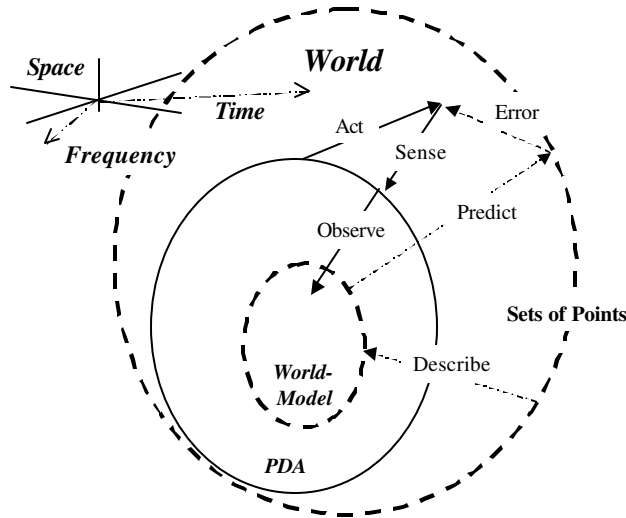 Space
World
Time
Frequency
Act
Error
Sense
Predict
Observe
Sets of Points
Describe
World-
Model
PDA